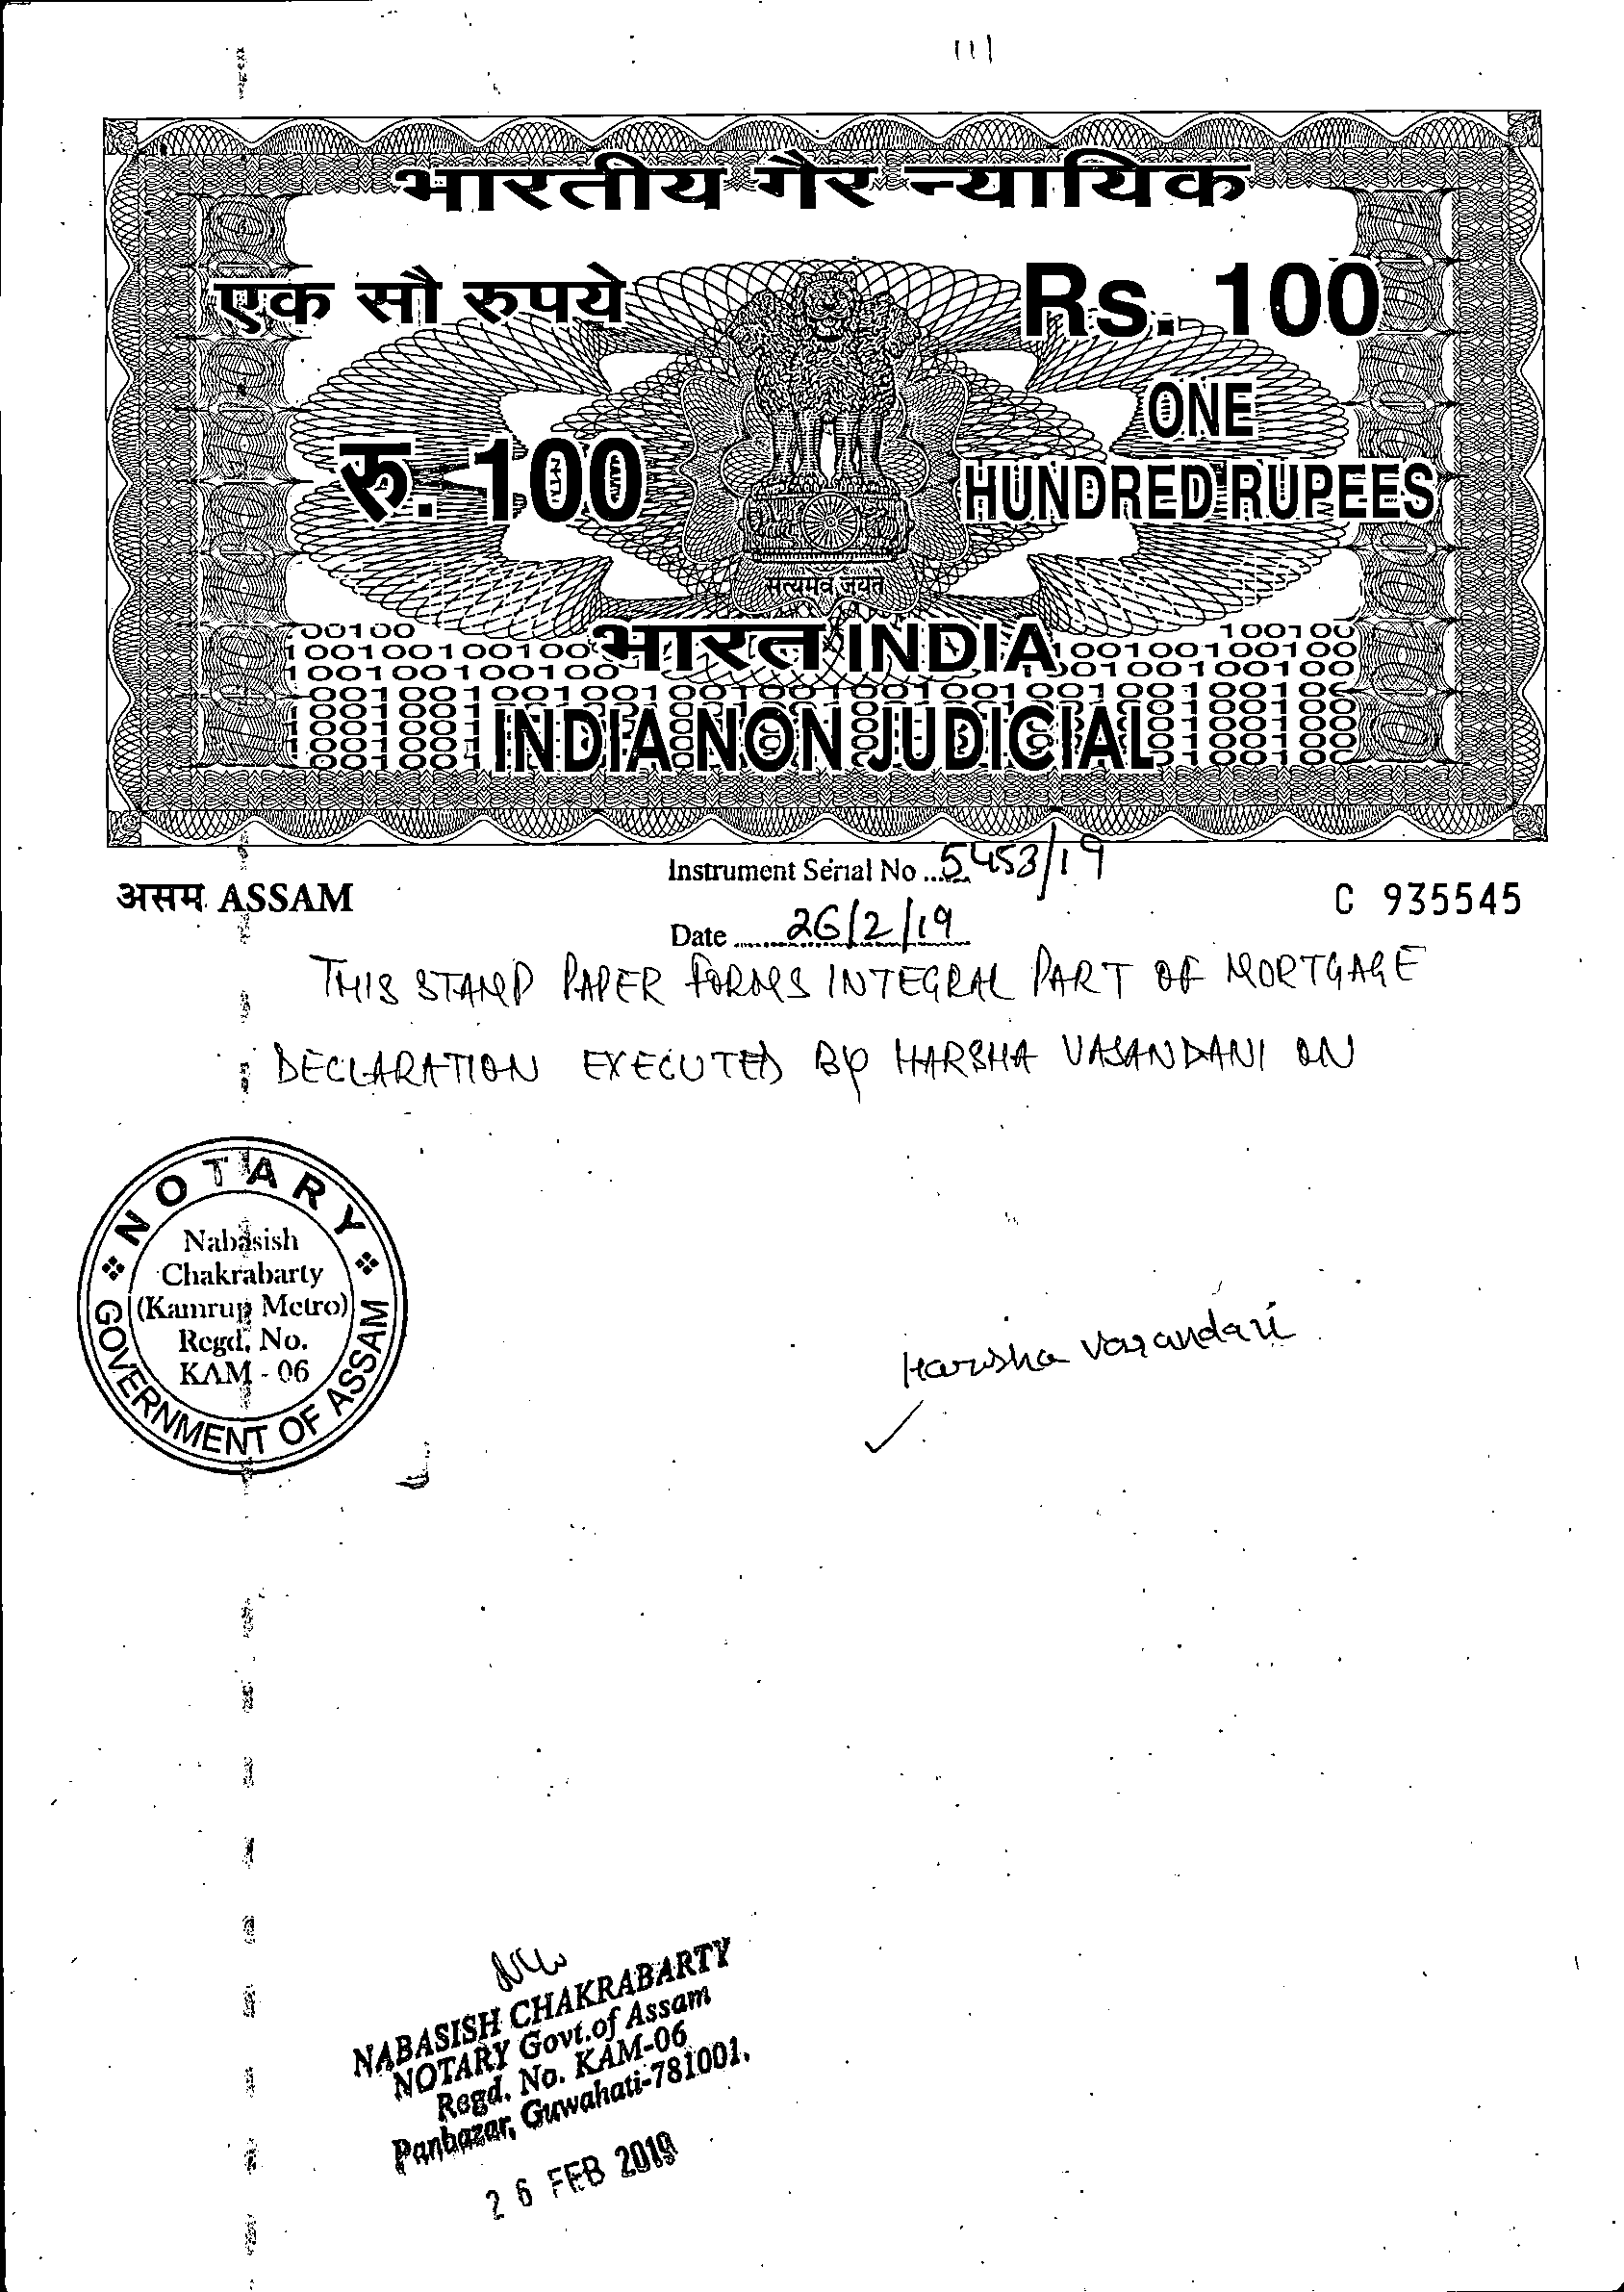 111
भारतीय गैर न्यायिक
एक सौ रुपये
Rs. 100
ONE
रु. 100
HUNDRED RUPEES
सत्यमेव जयते
भारत INDIA
INDIA NON JUDICIAL
Instrument Serial No ... 5453/19
असम ASSAM
C 935545
Date ........ 26/2/19
THIS STAMP PAPER FORMS INTEGRAL PART OF MORTGAGE
DECLARATION EXECUTED BY HARSHA VASANDANI ON
NOTARY
Nabasish
Chakrabarty
(Kamrup Metro)
Regd. No.
KAM - 06
GOVERNMENT OF ASSAM
Harsha Vasandani
NABASISH CHAKRABARTY
NOTARY Govt.of Assam
Regd. No. KAM-06
Panbazar, Guwahati-781001.
26 FEB 2019